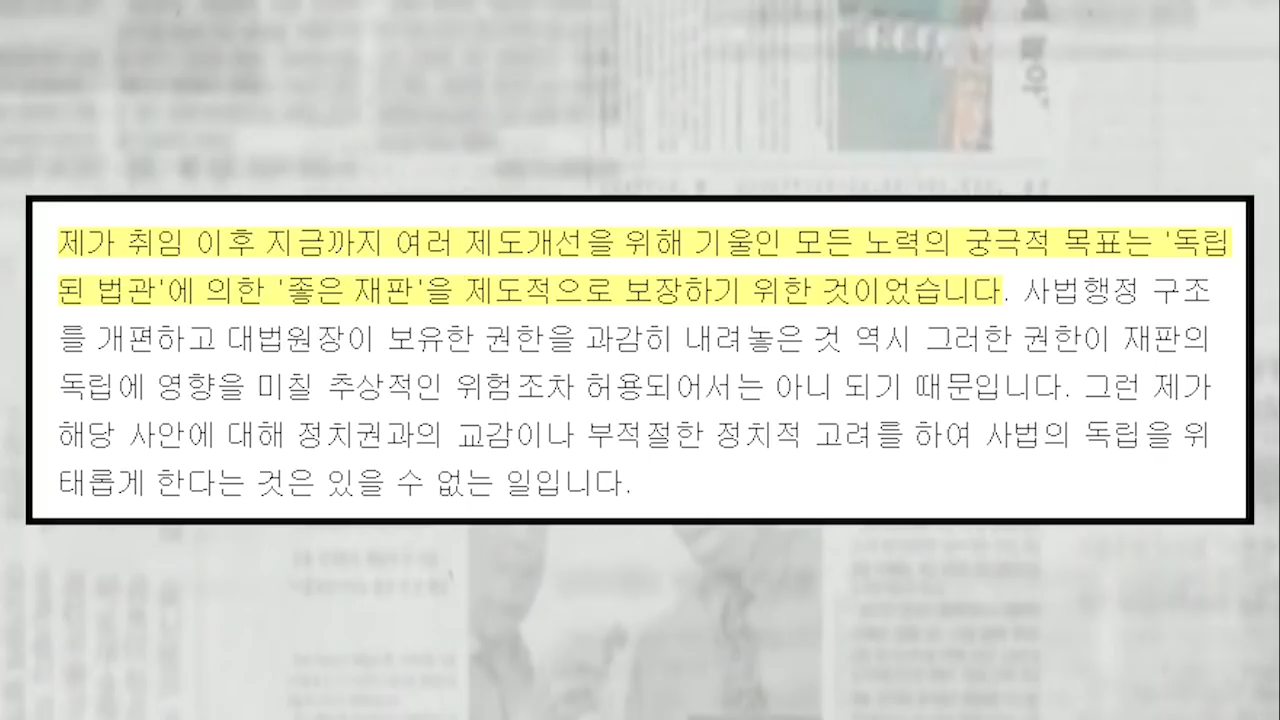 제가 취임 이후 지금까지 여러 제도개선을 위해 기울인 모든 노력의 궁극적 목표는 '독립
된 법관'에 의한 '좋은 재판'을 제도적으로 보장하기 위한 것이었습니다. 사법행정 구조
를 개편하고 대법원장이 보유한 권한을 과감히 내려놓은 것 역시 그러한 권한이 재판의
독립에 영향을 미칠 추상적인 위험조차 허용되어서는 아니 되기 때문입니다. 그런 제가
해당 사안에 대해 정치권과의 교감이나 부적절한 정치적 고려를 하여 사법의 독립을 위
태롭게 한다는 것은 있을 수 없는 일입니다.